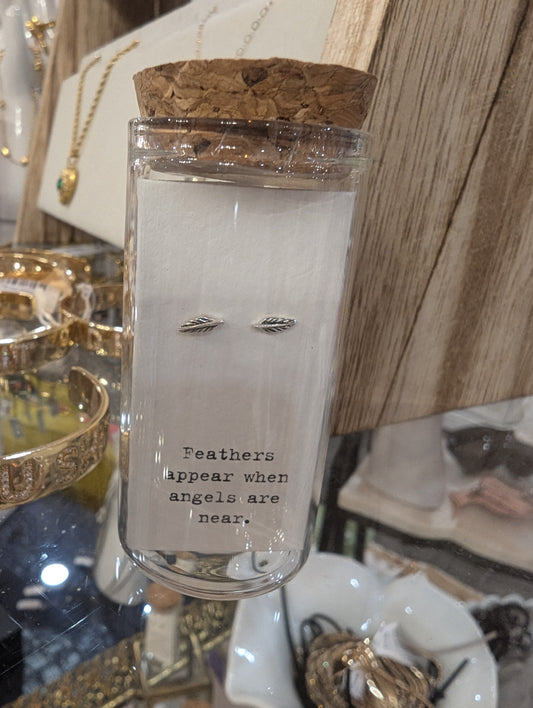 Feathers
appear when
angels are
near.